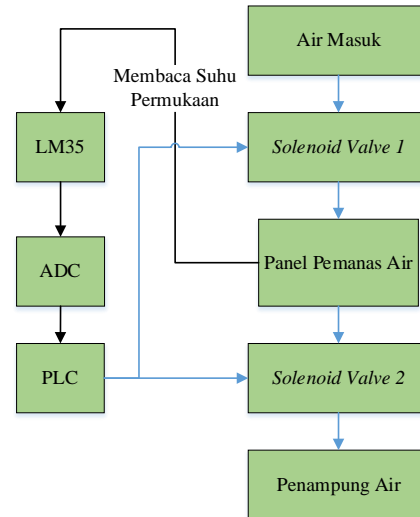 Air Masuk
Membaca Suhu
Permukaan
LM35
Solenoid Valve 1
ADC
Panel Pemanas Air
PLC
Solenoid Valve 2
Penampung Air